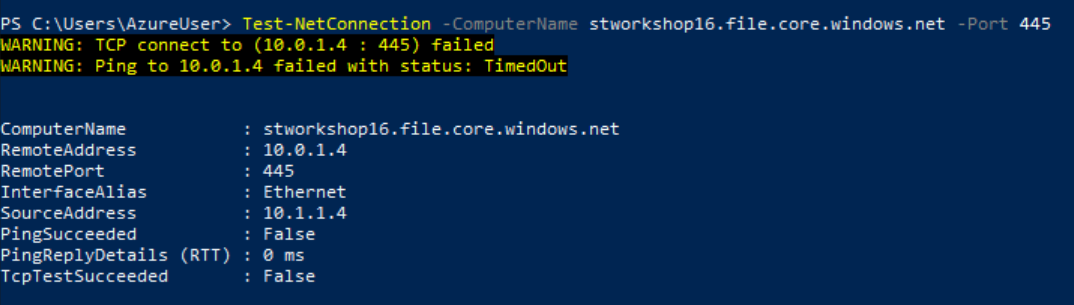 PS C:\Users\AzureUser> Test-NetConnection -ComputerName stworkshop16.file.core.windows.net -Port 445
WARNING: TCP connect to (10.0.1.4 : 445) failed
WARNING: Ping to 10.0.1.4 failed with status: TimedOut
ComputerName            : stworkshop16.file.core.windows.net
RemoteAddress           : 10.0.1.4
RemotePort              : 445
InterfaceAlias          : Ethernet
SourceAddress           : 10.1.1.4
PingSucceeded           : False
PingReplyDetails (RTT) : 0 ms
TcpTestSucceeded        : False